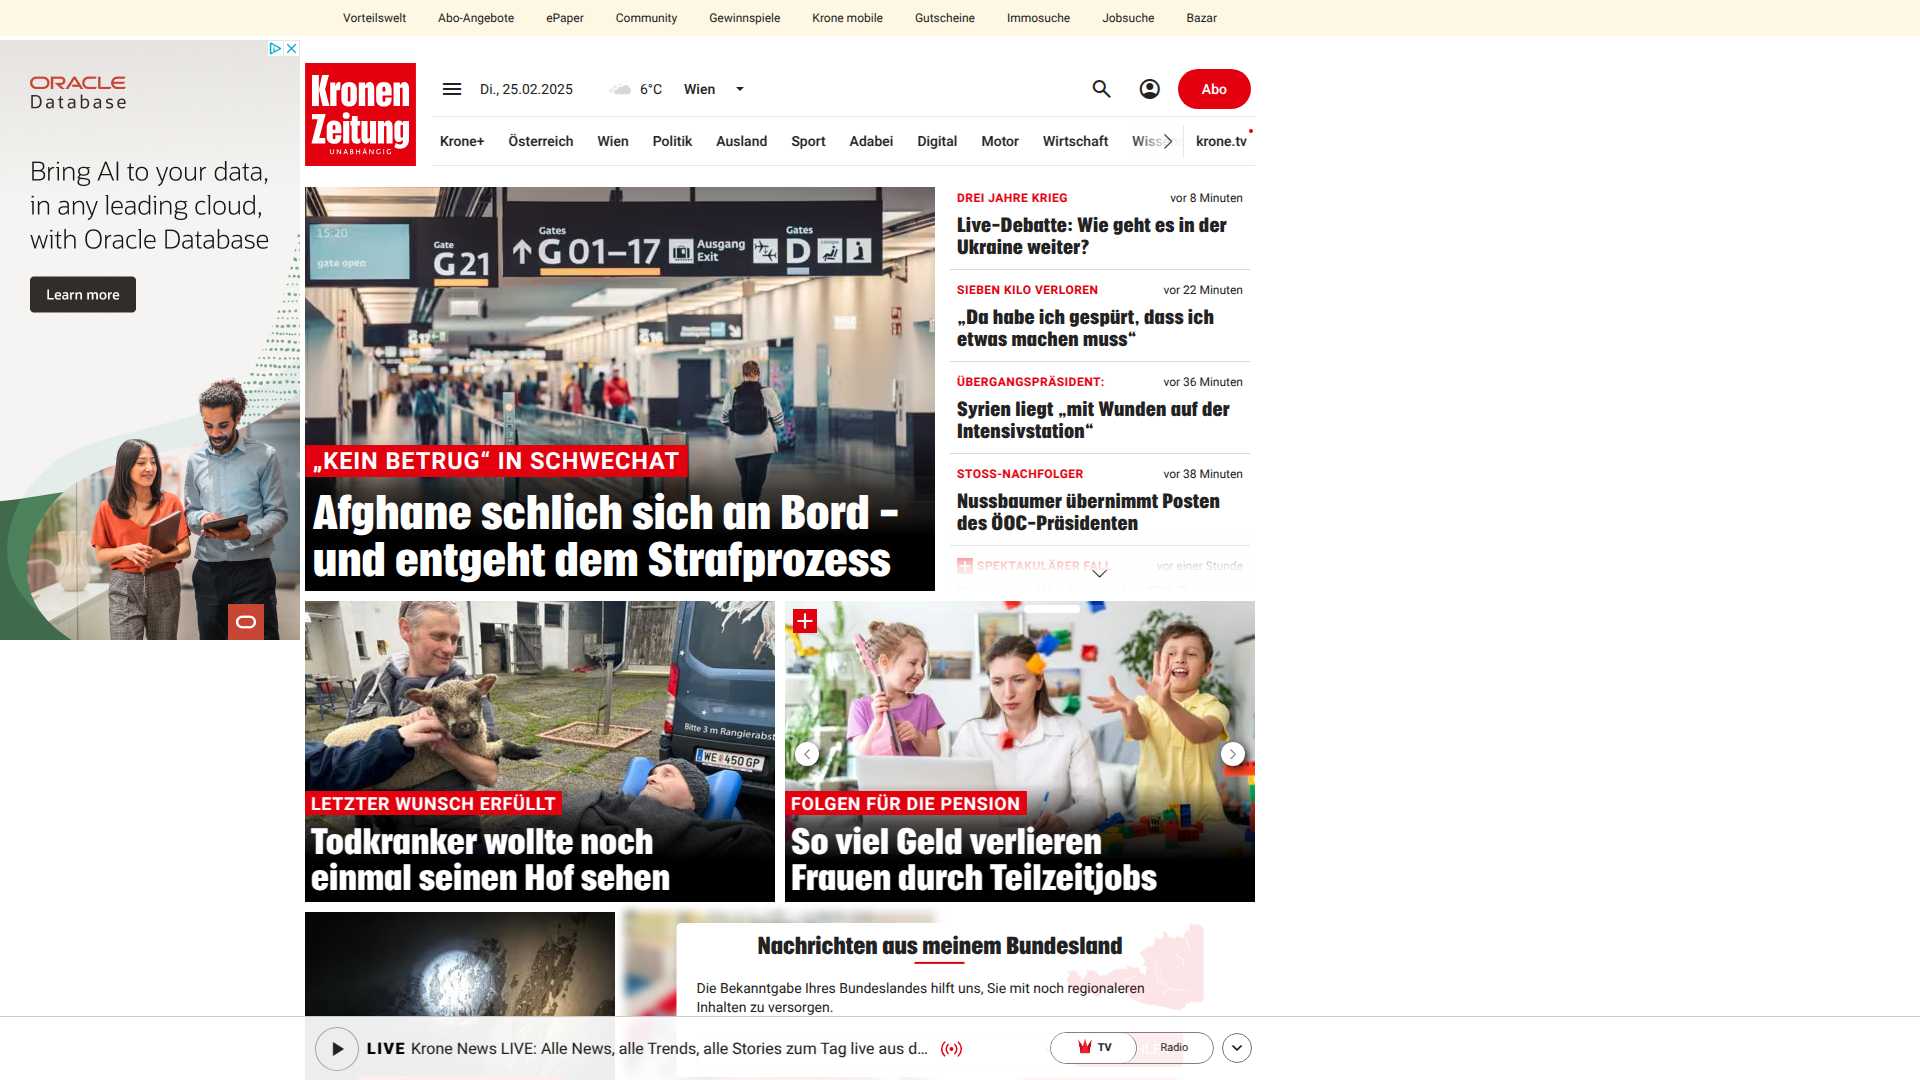 Vorteilswelt
Abo-Angebote
ePaper
Community
Gewinnspiele
Krone mobile
Gutscheine
Immosuche
Jobsuche
Bazar
ORACLE
Database
Bring AI to your data,
in any leading cloud,
with Oracle Database
Learn more
Kronen
Zeitung
UNABHÄNGIG
Di., 25.02.2025
6°C
Wien
Abo
Krone+
Österreich
Wien
Politik
Ausland
Sport
Adabei
Digital
Motor
Wirtschaft
krone.tv
15:20
gate open
Gate
G 21
Gates
G 01–17
Ausgang
Exit
Gates
D
„KEIN BETRUG“ IN SCHWECHAT
Afghane schlich sich an Bord –
und entgeht dem Strafprozess
DREI JAHRE KRIEG
vor 8 Minuten
Live-Debatte: Wie geht es in der
Ukraine weiter?
SIEBEN KILO VERLOREN
vor 22 Minuten
„Da habe ich gespürt, dass ich
etwas machen muss“
ÜBERGANGSPRÄSIDENT:
vor 36 Minuten
Syrien liegt „mit Wunden auf der
Intensivstation“
STOSS-NACHFOLGER
vor 38 Minuten
Nussbaumer übernimmt Posten
des ÖOC-Präsidenten
SPEKTAKULÄRER FALL
vor einer Stunde
Bitte 3 m Rangierabst
WE 450 GP
LETZTER WUNSCH ERFÜLLT
Todkranker wollte noch
einmal seinen Hof sehen
FOLGEN FÜR DIE PENSION
So viel Geld verlieren
Frauen durch Teilzeitjobs
Nachrichten aus meinem Bundesland
Die Bekanntgabe Ihres Bundeslandes hilft uns, Sie mit noch regionaleren
Inhalten zu versorgen.
LIVE Krone News LIVE: Alle News, alle Trends, alle Stories zum Tag live aus d...
TV
Radio